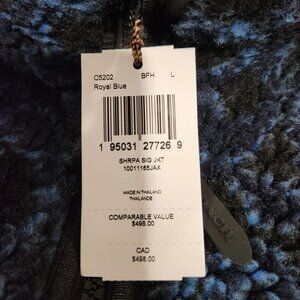 C5202 BFH L
Royal Blue
1 95031 27726 9
SHRPA SIG JKT
10011165JAX
MADE IN THAILAND
THAILANDE
COMPARABLE VALUE
$498.00
CAD
$498.00